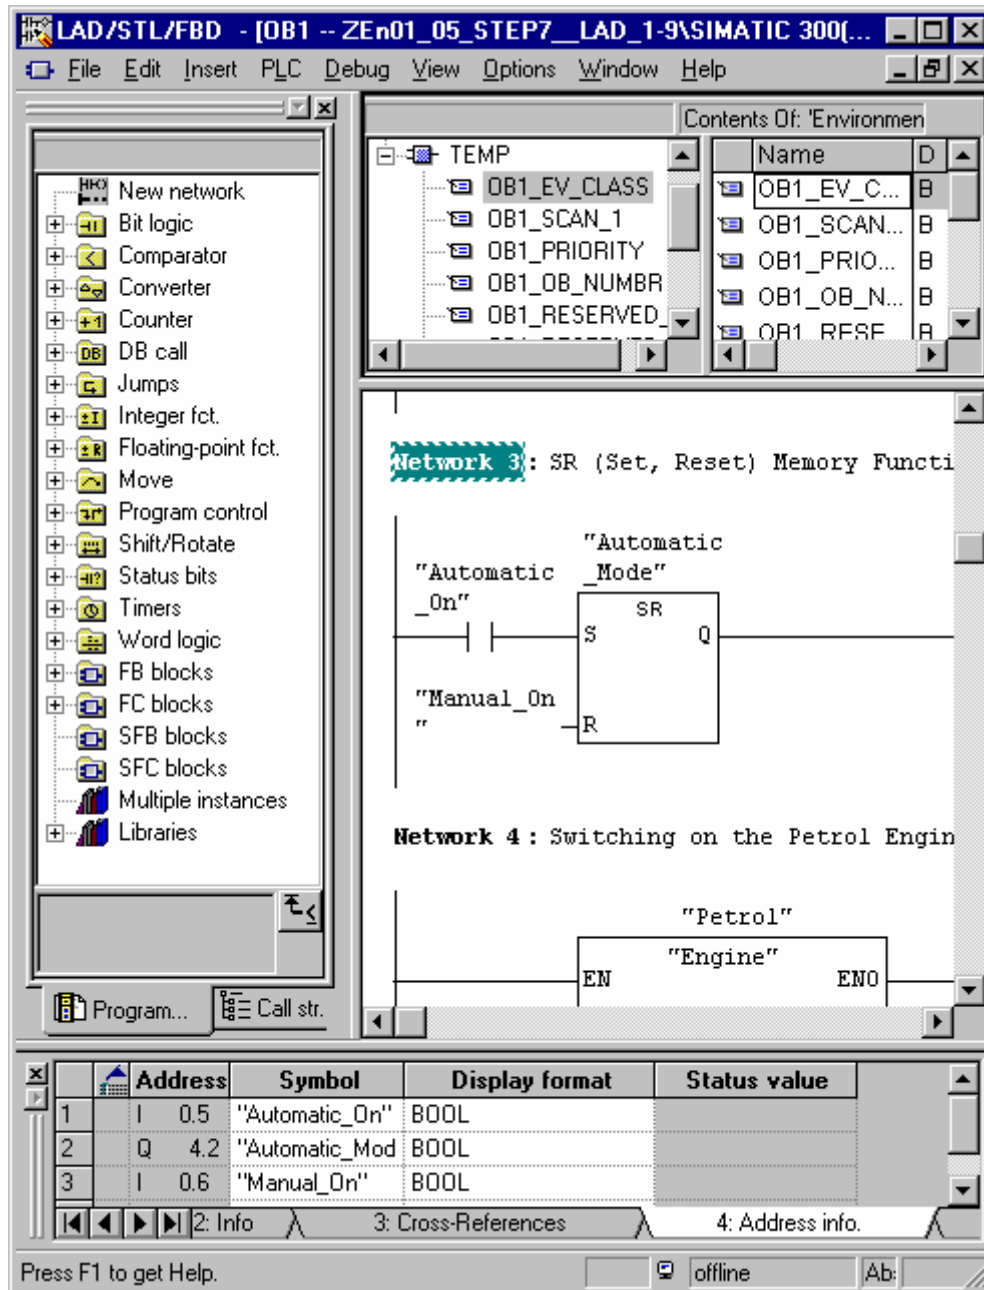 LAD/STL/FBD - [OB1 -- ZEn01_05_STEP7__LAD_1-9\SIMATIC 300(...
File Edit Insert PLC Debug View Options Window Help
New network
Bit logic
Comparator
Converter
Counter
DB call
Jumps
Integer fct.
Floating-point fct.
Move
Program control
Shift/Rotate
Status bits
Timers
Word logic
FB blocks
FC blocks
SFB blocks
SFC blocks
Multiple instances
Libraries
Program... Call str.
Contents Of: 'Environmen
TEMP
OB1_EV_CLASS
OB1_SCAN_1
OB1_PRIORITY
OB1_OB_NUMBR
OB1_RESERVED_
Name D
OB1_EV_C... B
OB1_SCAN... B
OB1_PRIO... B
OB1_OB_N... B
OB1_RESE B
Network 3: SR (Set, Reset) Memory Functi
"Automatic
_Mode"
"Automatic
_On"
SR
S Q
"Manual_On
"
R
Network 4: Switching on the Petrol Engin
"Petrol"
"Engine"
EN ENO
Address Symbol Display format Status value
1 I 0.5 "Automatic_On" BOOL
2 Q 4.2 "Automatic_Mod BOOL
3 I 0.6 "Manual_On" BOOL
2: Info 3: Cross-References 4: Address info.
Press F1 to get Help. offline Ab: